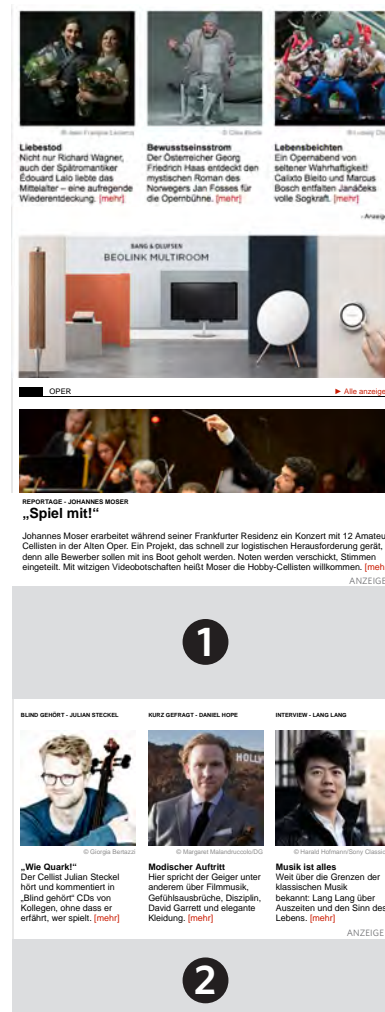 © Jean-François Leclercq
© Clive Barda
Liebestod
Nicht nur Richard Wagner,
auch der Spätromantiker
Édouard Lalo liebte das
Mittelalter – eine aufregende
Wiederentdeckung. [mehr]
Bewusstseinsstrom
Der Österreicher Georg
Friedrich Haas entdeckt den
mystischen Roman des
Norwegers Jan Fosses für
die Opernbühne. [mehr]
Lebensbeichten
Ein Opernabend von
seltener Wahrhaftigkeit!
Calixto Bieito und Marcus
Bosch entfalten Janáčeks
volle Sogkraft. [mehr]
- Anzeige
BANG & OLUFSEN
BEOLINK MULTIROOM
OPER
► Alle anzeige
REPORTAGE - JOHANNES MOSER
„Spiel mit!“
Johannes Moser erarbeitet während seiner Frankfurter Residenz ein Konzert mit 12 Amateu
Cellisten in der Alten Oper. Ein Projekt, das schnell zur logistischen Herausforderung gerät,
denn alle Bewerber sollen mit ins Boot geholt werden. Noten werden verschickt, Stimmen
eingeteilt. Mit witzigen Videobotschaften heißt Moser die Hobby-Cellisten willkommen. [meh
ANZEIGE
1
BLIND GEHÖRT - JULIAN STECKEL
KURZ GEFRAGT - DANIEL HOPE
INTERVIEW - LANG LANG
HOLLY
© Giorgia Bertazzi
© Margaret Malandruccolo/DG
© Harald Hofmann/Sony Classic
„Wie Quark!“
Der Cellist Julian Steckel
hört und kommentiert in
„Blind gehört“ CDs von
Kollegen, ohne dass er
erfährt, wer spielt. [mehr]
Modischer Auftritt
Hier spricht der Geiger unter
anderem über Filmmusik,
Gefühlsausbrüche, Disziplin,
David Garrett und elegante
Kleidung. [mehr]
Musik ist alles
Weit über die Grenzen der
klassischen Musik
bekannt: Lang Lang über
Auszeiten und den Sinn des
Lebens. [mehr]
ANZEIGE
2